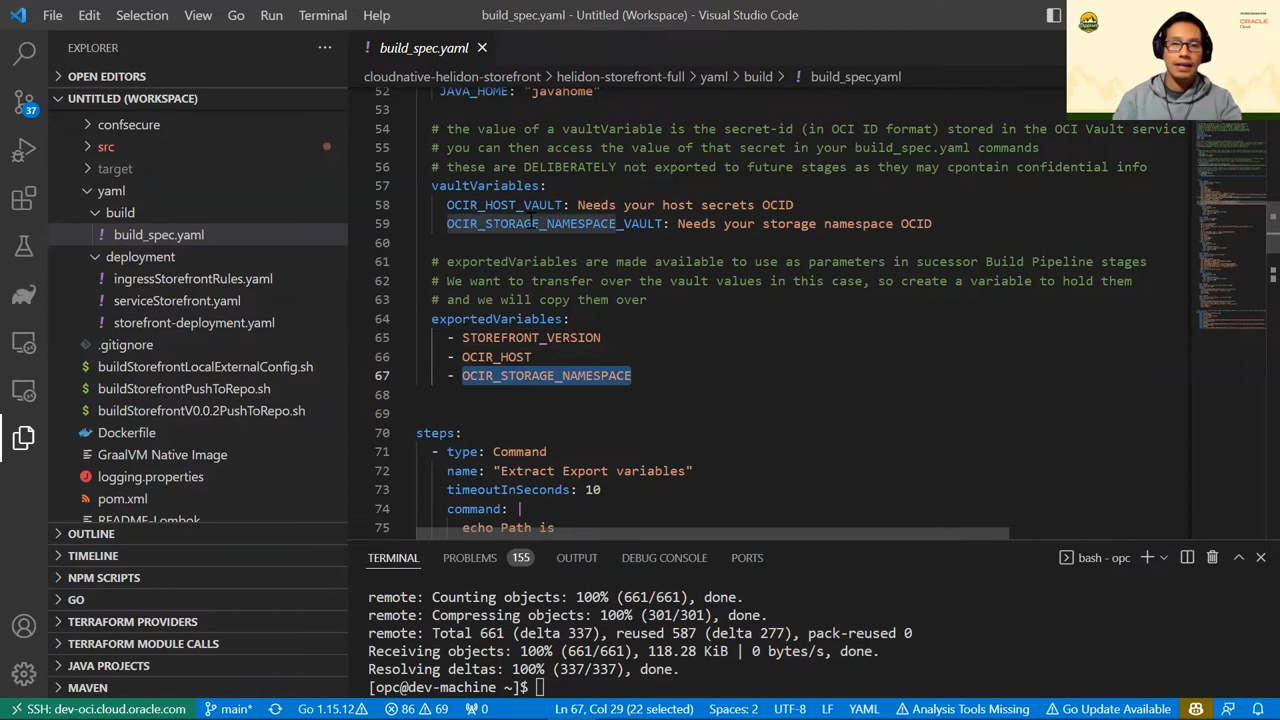 File Edit Selection View Go Run Terminal Help
build_spec.yaml - Untitled (Workspace) - Visual Studio Code
ORACLE
Cloud
EXPLORER
OPEN EDITORS
UNTITLED (WORKSPACE)
confsecure
src
target
yaml
build
! build_spec.yaml
deployment
! ingressStorefrontRules.yaml
! serviceStorefront.yaml
! storefront-deployment.yaml
.gitignore
buildStorefrontLocalExternalConfig.sh
buildStorefrontPushToRepo.sh
buildStorefrontV0.0.2PushToRepo.sh
Dockerfile
GraalVM Native Image
logging.properties
pom.xml
README-Lombok
OUTLINE
TIMELINE
NPM SCRIPTS
GO
TERRAFORM PROVIDERS
TERRAFORM MODULE CALLS
JAVA PROJECTS
MAVEN
37
! build_spec.yaml
cloudnative-helidon-storefront > helidon-storefront-full > yaml > build > ! build_spec.yaml
52 JAVA_HOME: "javahome"
53
54 # the value of a vaultVariable is the secret-id (in OCI ID format) stored in the OCI Vault service
55 # you can then access the value of that secret in your build_spec.yaml commands
56 # these are DELIBERATELY not exported to future stages as they may cpontain confidential info
57 vaultVariables:
58 OCIR_HOST_VAULT: Needs your host secrets OCID
59 OCIR_STORAGE_NAMESPACE_VAULT: Needs your storage namespace OCID
60
61 # exportedVariables are made available to use as parameters in sucessor Build Pipeline stages
62 # We want to transfer over the vault values in this case, so create a variable to hold them
63 # and we will copy them over
64 exportedVariables:
65 - STOREFRONT_VERSION
66 - OCIR_HOST
67 - OCIR_STORAGE_NAMESPACE
68
69
70 steps:
71 - type: Command
72 name: "Extract Export variables"
73 timeoutInSeconds: 10
74 command: |
75 echo Path is
TERMINAL PROBLEMS 155 OUTPUT DEBUG CONSOLE PORTS
bash - opc
remote: Counting objects: 100% (661/661), done.
remote: Compressing objects: 100% (301/301), done.
remote: Total 661 (delta 337), reused 587 (delta 277), pack-reused 0
Receiving objects: 100% (661/661), 118.28 KiB | 0 bytes/s, done.
Resolving deltas: 100% (337/337), done.
[opc@dev-machine ~]$
SSH: dev-oci.cloud.oracle.com main* Go 1.15.12 86 69 0 Ln 67, Col 29 (22 selected) Spaces: 2 UTF-8 LF YAML Analysis Tools Missing Go Update Available